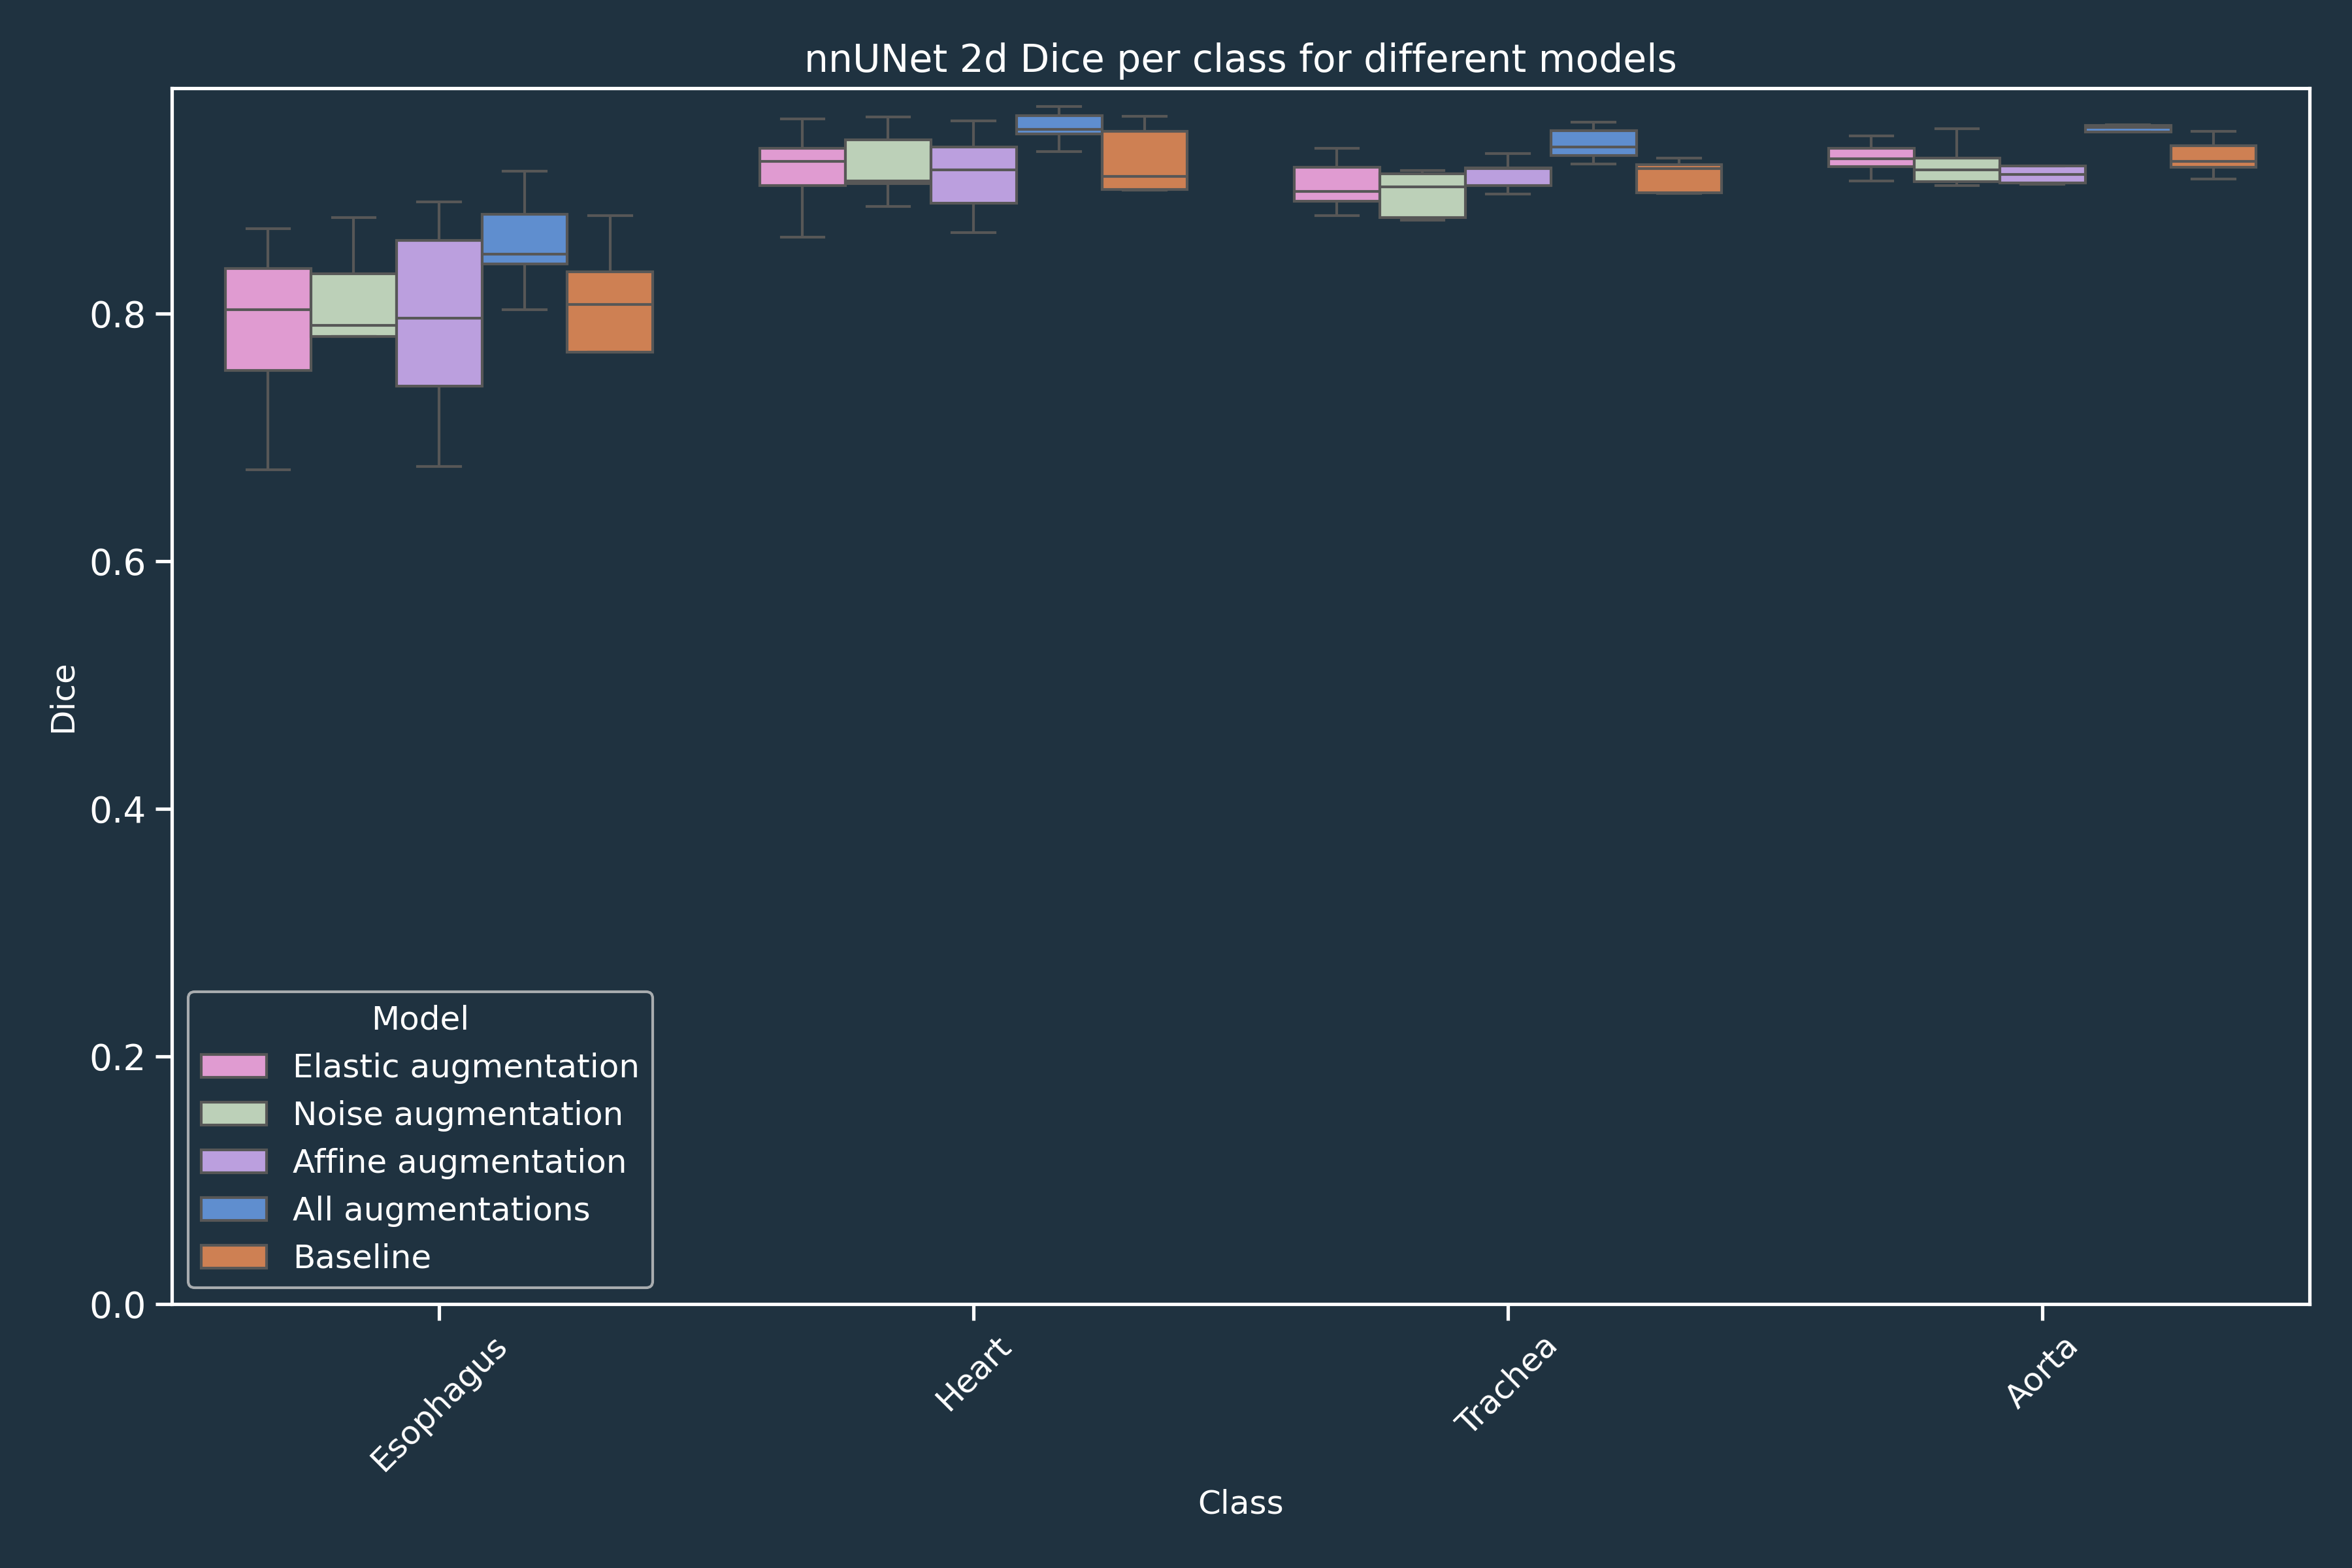 nnUNet 2d Dice per class for different models
Dice
0.8
0.6
0.4
0.2
0.0
Model
Elastic augmentation
Noise augmentation
Affine augmentation
All augmentations
Baseline
Esophagus
Heart
Trachea
Aorta
Class